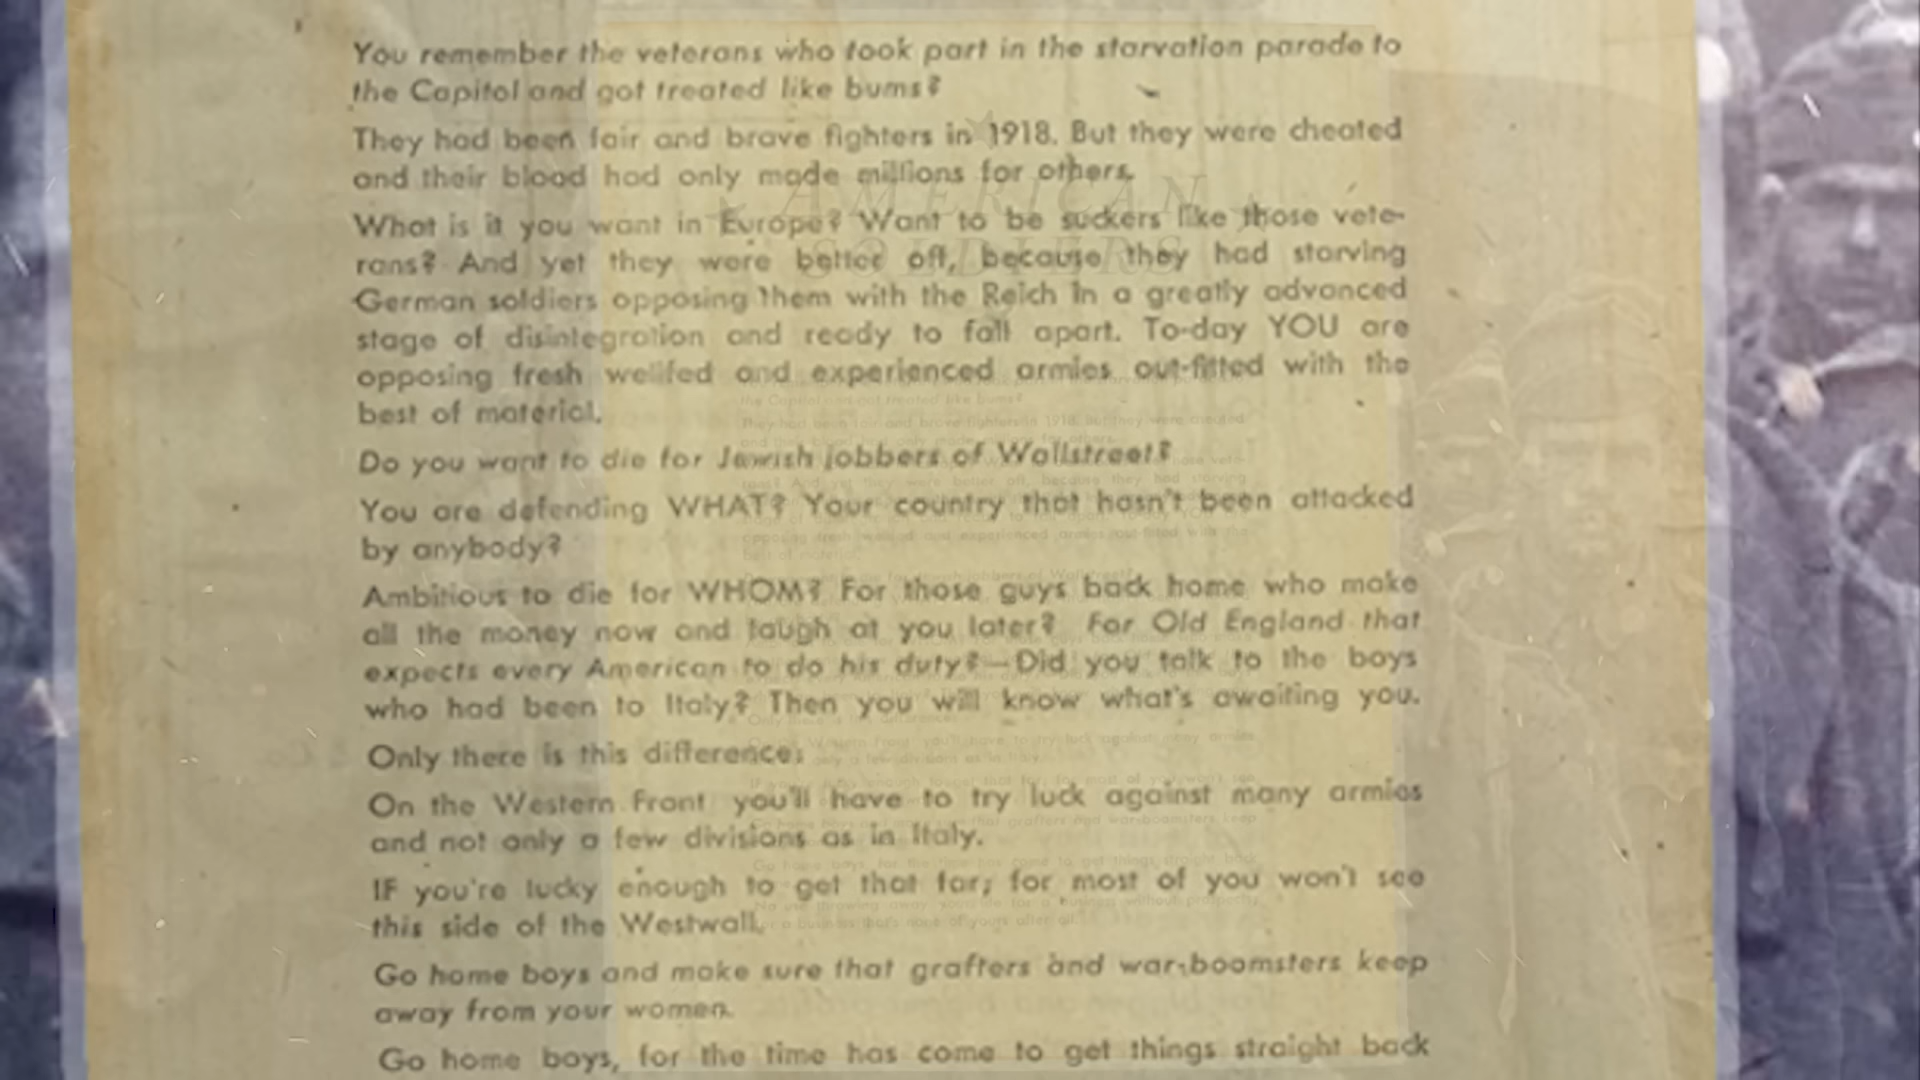 You remember the veterans who took part in the starvation parade to
the Capitol and got treated like bums?
They had been fair and brave fighters in 1918. But they were cheated
and their blood had only made millions for others.
What is it you want in Europe? Want to be suckers like those vete-
rans? And yet they were better off, because they had starving
German soldiers opposing them with the Reich in a greatly advanced
stage of disintegration and ready to fall apart. To-day YOU are
opposing fresh wellfed and experienced armies out-fitted with the
best of material.
Do you want to die for Jewish jobbers of Wallstreet?
You are defending WHAT? Your country that hasn't been attacked
by anybody?
Ambitious to die for WHOM? For those guys back home who make
all the money now and laugh at you later? For Old England that
expects every American to do his duty?—Did you talk to the boys
who had been to Italy? Then you will know what's awaiting you.
Only there is this difference:
On the Western Front you'll have to try luck against many armies
and not only a few divisions as in Italy.
IF you're lucky enough to get that far; for most of you won't see
this side of the Westwall.
Go home boys and make sure that grafters and war-boomsters keep
away from your women.
Go home boys, for the time has come to get things straight back
AMERICAN
SOLDIERS